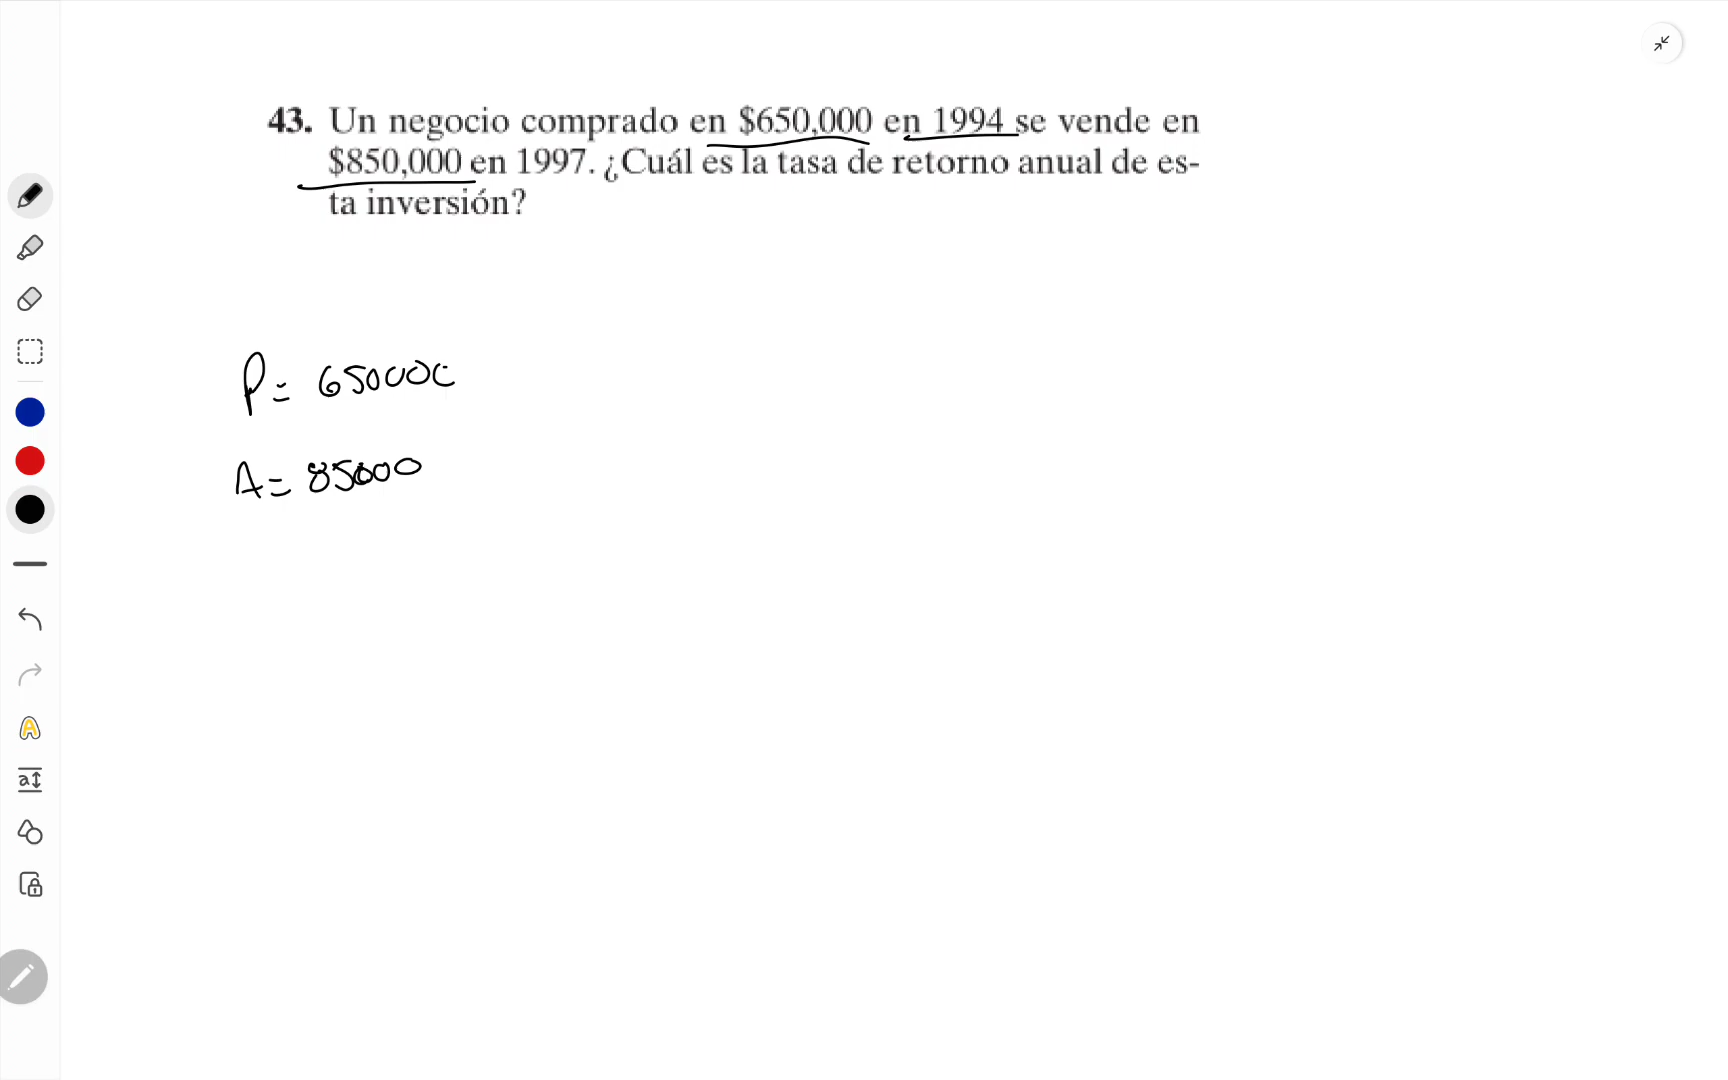 43. Un negocio comprado en $650,000 en 1994 se vende en
$850,000 en 1997. ¿Cuál es la tasa de retorno anual de es-
ta inversión?
P= 650000
A= 85000